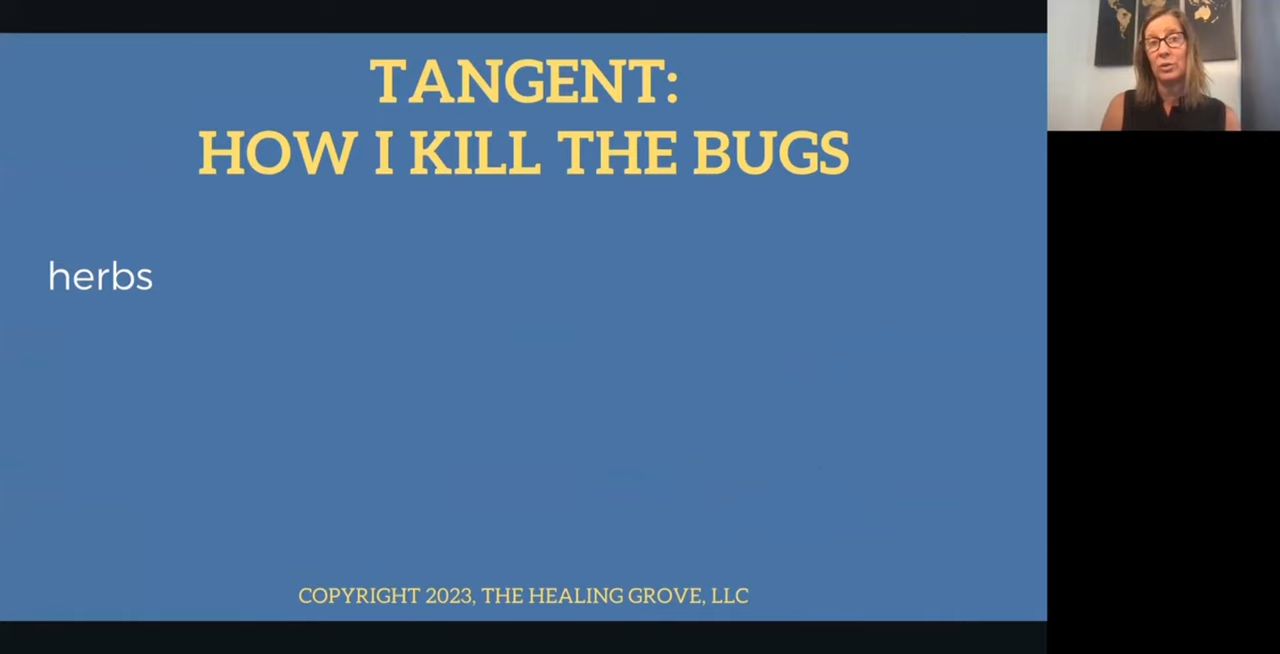 TANGENT:
HOW I KILL THE BUGS
herbs
COPYRIGHT 2023, THE HEALING GROVE, LLC